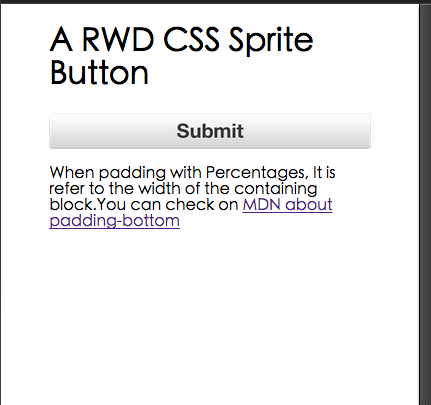 A RWD CSS Sprite
Button
Submit
When padding with Percentages, It is
refer to the width of the containing
block.You can check on MDN about
padding-bottom